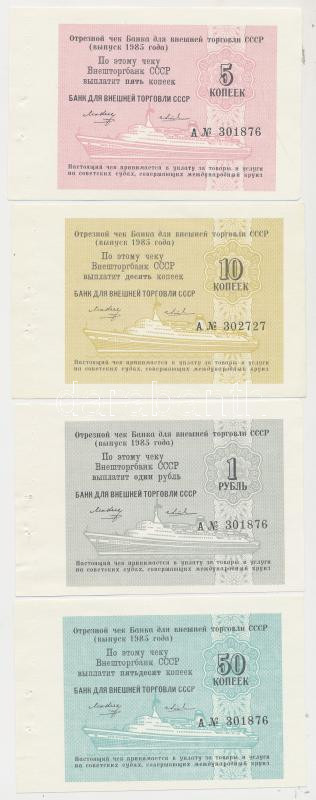 Отрезной чек Банка для внешней торговли СССР
(выпуск 1985 года)
По этому чеку
Внешторгбанк СССР
выплатит пять копеек
5
КОПЕЕК
БАНК ДЛЯ ВНЕШНЕЙ ТОРГОВЛИ СССР
А № 301876
Настоящий чек принимается в уплату за товары и услуги
на советских судах, совершающих международный круиз
Отрезной чек Банка для внешней торговли СССР
(выпуск 1985 года)
По этому чеку
Внешторгбанк СССР
выплатит десять копеек
10
КОПЕЕК
БАНК ДЛЯ ВНЕШНЕЙ ТОРГОВЛИ СССР
А № 302727
Настоящий чек принимается в уплату за товары и услуги
на советских судах, совершающих международный круиз
Отрезной чек Банка для внешней торговли СССР
(выпуск 1985 года)
По этому чеку
Внешторгбанк СССР
выплатит один рубль
1
РУБЛЬ
БАНК ДЛЯ ВНЕШНЕЙ ТОРГОВЛИ СССР
А № 301876
Настоящий чек принимается в уплату за товары и услуги
на советских судах, совершающих международный круиз
Отрезной чек Банка для внешней торговли СССР
(выпуск 1985 года)
По этому чеку
Внешторгбанк СССР
выплатит пятьдесят копеек
50
КОПЕЕК
БАНК ДЛЯ ВНЕШНЕЙ ТОРГОВЛИ СССР
А № 301876
Настоящий чек принимается в уплату за товары и услуги
на советских судах, совершающих международный круиз